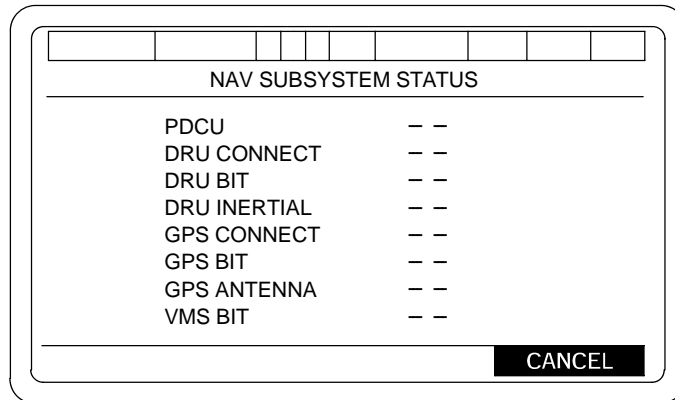 NAV SUBSYSTEM STATUS
PDCU – –
DRU CONNECT – –
DRU BIT – –
DRU INERTIAL – –
GPS CONNECT – –
GPS BIT – –
GPS ANTENNA – –
VMS BIT – –
CANCEL